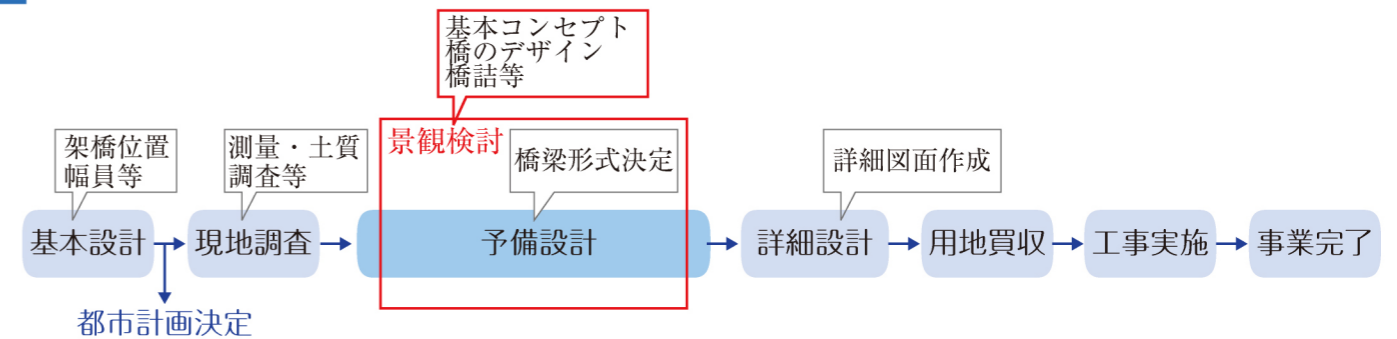 基本コンセプト
橋のデザイン
橋詰等
架橋位置
幅員等
測量・土質
調査等
景観検討
橋梁形式決定
詳細図面作成
基本設計
現地調査
予備設計
詳細設計
用地買収
工事実施
事業完了
都市計画決定